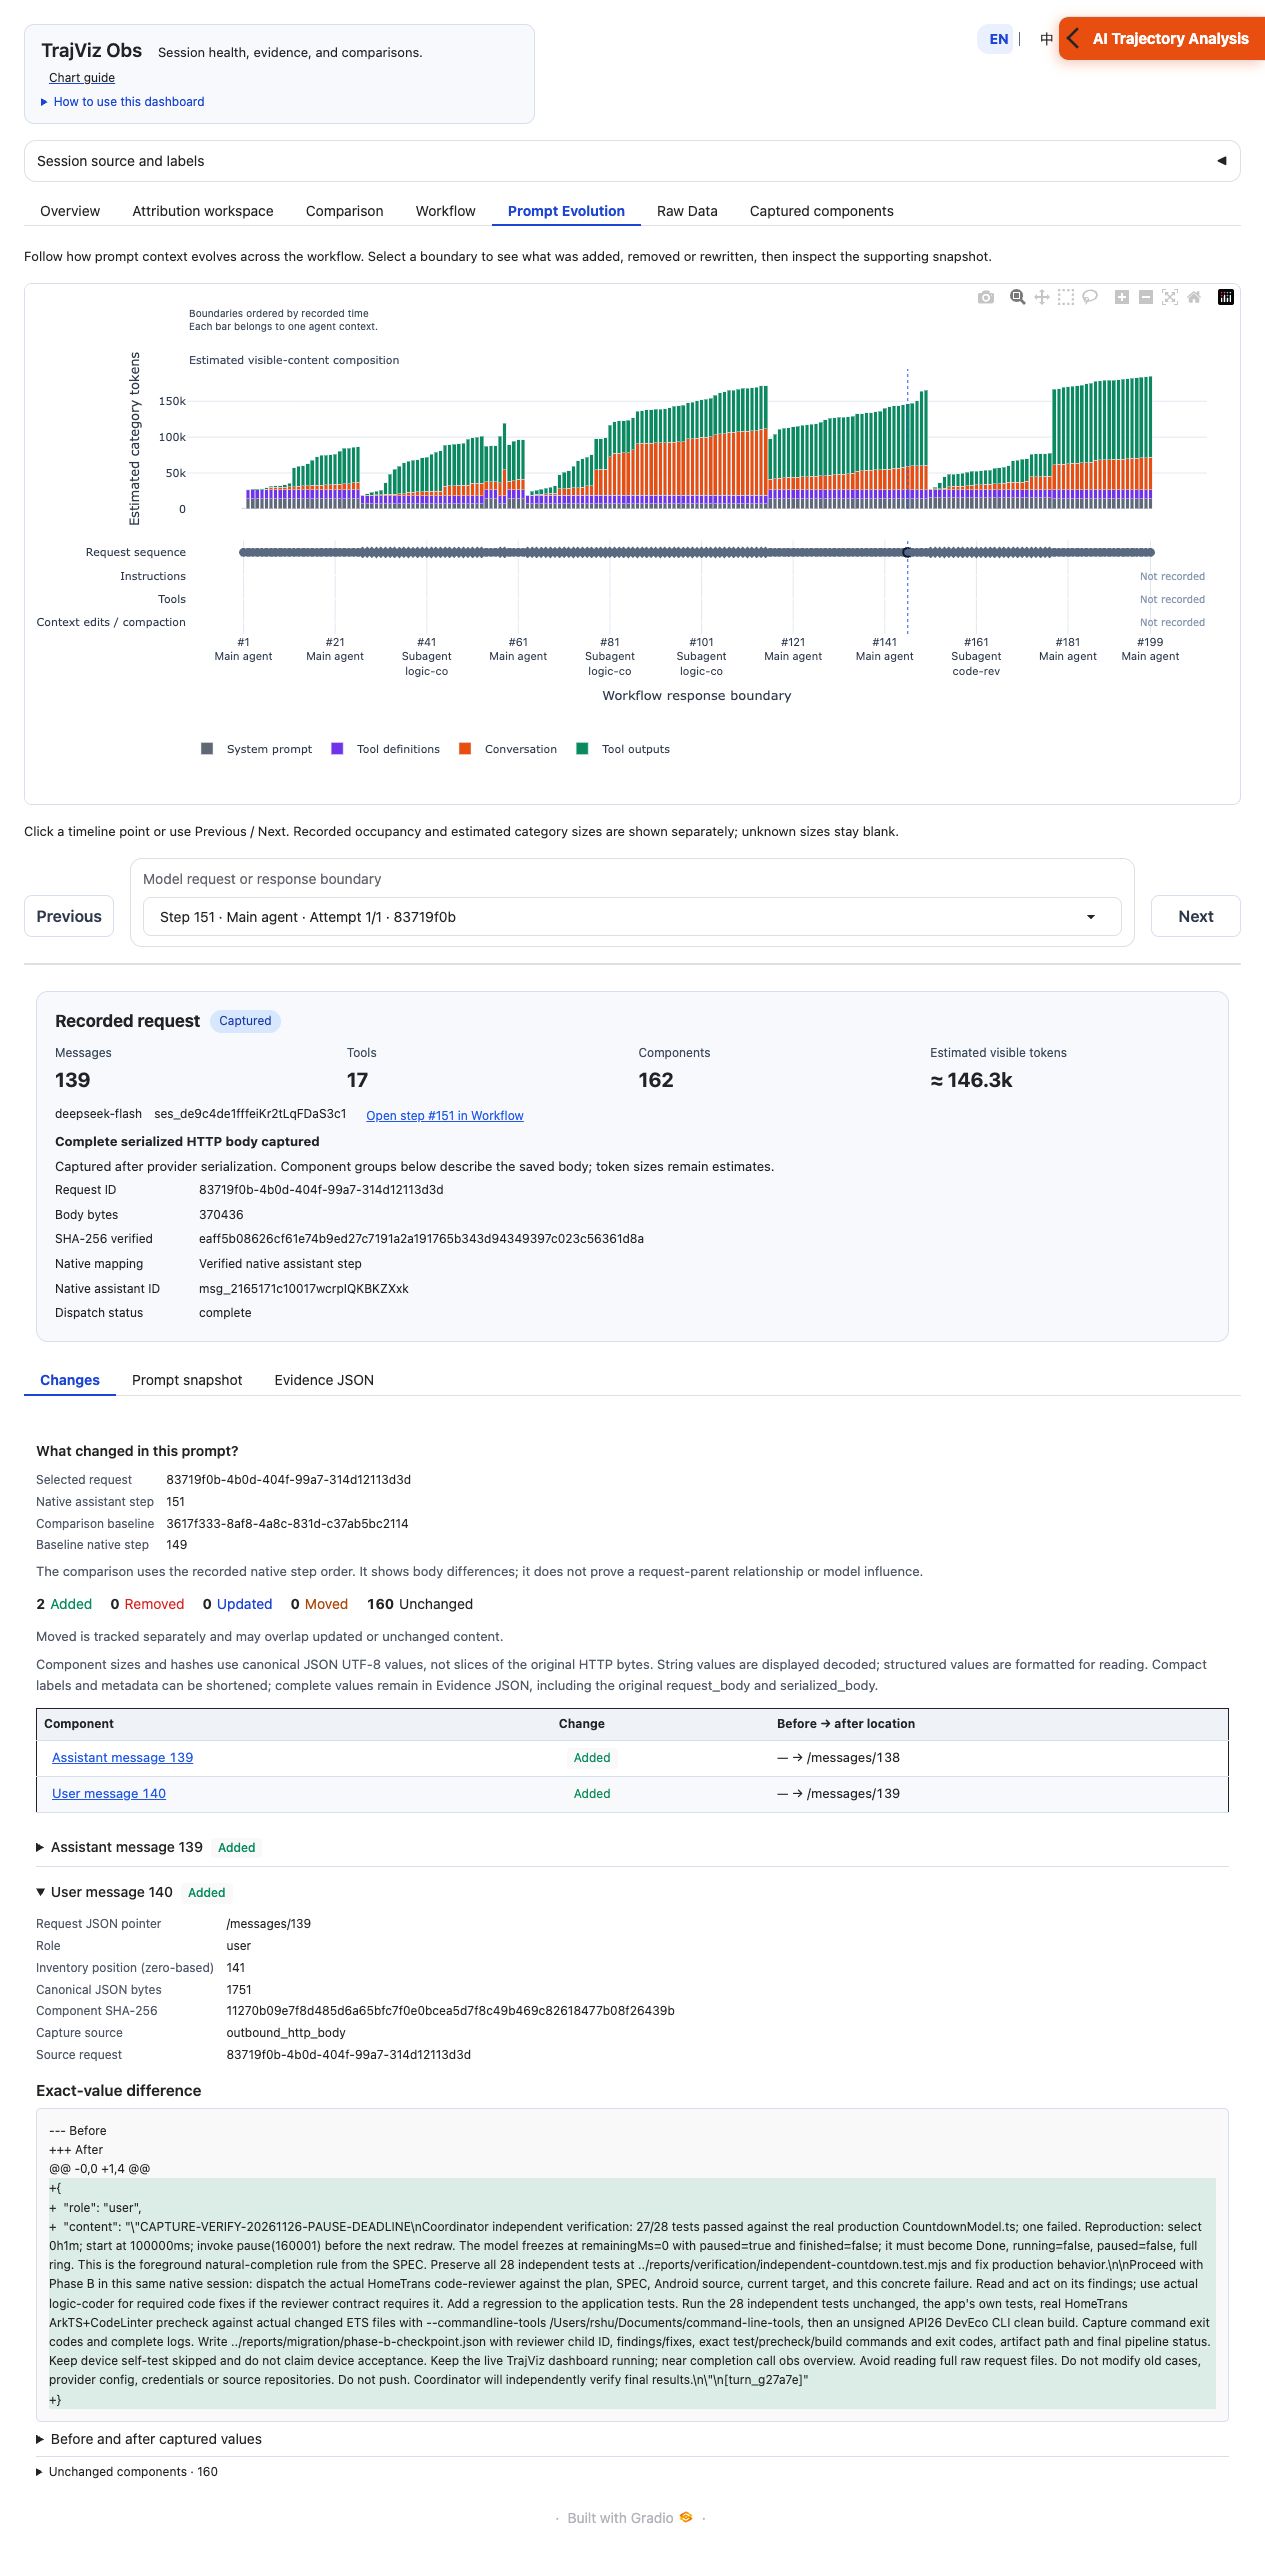 TrajViz Obs Session health, evidence, and comparisons.
Chart guide
How to use this dashboard
EN | 中
AI Trajectory Analysis
Session source and labels
Overview Attribution workspace Comparison Workflow Prompt Evolution Raw Data Captured components
Follow how prompt context evolves across the workflow. Select a boundary to see what was added, removed or rewritten, then inspect the supporting snapshot.
Boundaries ordered by recorded time
Each bar belongs to one agent context.
Estimated visible-content composition
Estimated category tokens
150k
100k
50k
0
Request sequence
Instructions Not recorded
Tools Not recorded
Context edits / compaction Not recorded
#1 #21 #41 #61 #81 #101 #121 #141 #161 #181 #199
Main agent Main agent Subagent Main agent Subagent Subagent Main agent Main agent Subagent Main agent Main agent
logic-co logic-co logic-co code-rev
Workflow response boundary
System prompt Tool definitions Conversation Tool outputs
Click a timeline point or use Previous / Next. Recorded occupancy and estimated category sizes are shown separately; unknown sizes stay blank.
Model request or response boundary
Previous
Step 151 · Main agent · Attempt 1/1 · 83719f0b
Next
Recorded request Captured
Messages Tools Components Estimated visible tokens
139 17 162 ≈ 146.3k
deepseek-flash ses_de9c4de1fffeiKr2tLqFDaS3c1 Open step #151 in Workflow
Complete serialized HTTP body captured
Captured after provider serialization. Component groups below describe the saved body; token sizes remain estimates.
Request ID 83719f0b-4b0d-404f-99a7-314d12113d3d
Body bytes 370436
SHA-256 verified eaff5b08626cf61e74b9ed27c7191a2a191765b343d94349397c023c56361d8a
Native mapping Verified native assistant step
Native assistant ID msg_2165171c10017wcrpIQKBKZXxk
Dispatch status complete
Changes Prompt snapshot Evidence JSON
What changed in this prompt?
Selected request 83719f0b-4b0d-404f-99a7-314d12113d3d
Native assistant step 151
Comparison baseline 3617f333-8af8-4a8c-831d-c37ab5bc2114
Baseline native step 149
The comparison uses the recorded native step order. It shows body differences; it does not prove a request-parent relationship or model influence.
2 Added 0 Removed 0 Updated 0 Moved 160 Unchanged
Moved is tracked separately and may overlap updated or unchanged content.
Component sizes and hashes use canonical JSON UTF-8 values, not slices of the original HTTP bytes. String values are displayed decoded; structured values are formatted for reading. Compact
labels and metadata can be shortened; complete values remain in Evidence JSON, including the original request_body and serialized_body.
Component Change Before → after location
Assistant message 139 Added — → /messages/138
User message 140 Added — → /messages/139
Assistant message 139 Added
User message 140 Added
Request JSON pointer /messages/139
Role user
Inventory position (zero-based) 141
Canonical JSON bytes 1751
Component SHA-256 11270b09e7f8d485d6a65bfc7f0e0bcea5d7f8c49b469c82618477b08f26439b
Capture source outbound_http_body
Source request 83719f0b-4b0d-404f-99a7-314d12113d3d
Exact-value difference
--- Before
+++ After
@@ -0,0 +1,4 @@
+{
+ "role": "user",
+ "content": "\"CAPTURE-VERIFY-20261126-PAUSE-DEADLINE\nCoordinator independent verification: 27/28 tests passed against the real production CountdownModel.ts; one failed. Reproduction: select
0h1m; start at 100000ms; invoke pause(160001) before the next redraw. The model freezes at remainingMs=0 with paused=true and finished=false; it must become Done, running=false, paused=false, full
ring. This is the foreground natural-completion rule from the SPEC. Preserve all 28 independent tests at ../reports/verification/independent-countdown.test.mjs and fix production behavior.\n\nProceed with
Phase B in this same native session: dispatch the actual HomeTrans code-reviewer against the plan, SPEC, Android source, current target, and this concrete failure. Read and act on its findings; use actual
logic-coder for required code fixes if the reviewer contract requires it. Add a regression to the application tests. Run the 28 independent tests unchanged, the app's own tests, real HomeTrans
ArkTS+CodeLinter precheck against actual changed ETS files with --commandline-tools /Users/rshu/Documents/command-line-tools, then an unsigned API26 DevEco CLI clean build. Capture command exit
codes and complete logs. Write ../reports/migration/phase-b-checkpoint.json with reviewer child ID, findings/fixes, exact test/precheck/build commands and exit codes, artifact path and final pipeline status.
Keep device self-test skipped and do not claim device acceptance. Keep the live TrajViz dashboard running; near completion call obs overview. Avoid reading full raw request files. Do not modify old cases,
provider config, credentials or source repositories. Do not push. Coordinator will independently verify final results.\n\"\n[turn_g27a7e]"
+}
Before and after captured values
Unchanged components · 160
· Built with Gradio ·